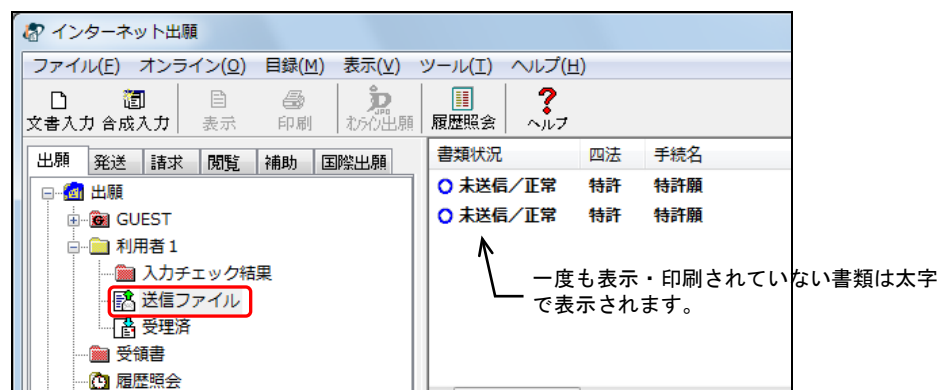 インターネット出願
ファイル(F) オンライン(O) 目録(M) 表示(V) ツール(T) ヘルプ(H)
文書入力 合成入力 表示 印刷 オンライン出願 履歴照会 ヘルプ
出願 発送 請求 閲覧 補助 国際出願
書類状況 四法 手続名
出願
GUEST
利用者1
入力チェック結果
送信ファイル
受理済
受領書
履歴照会
未送信/正常 特許 特許願
未送信/正常 特許 特許願
一度も表示・印刷されていない書類は太字
で表示されます。